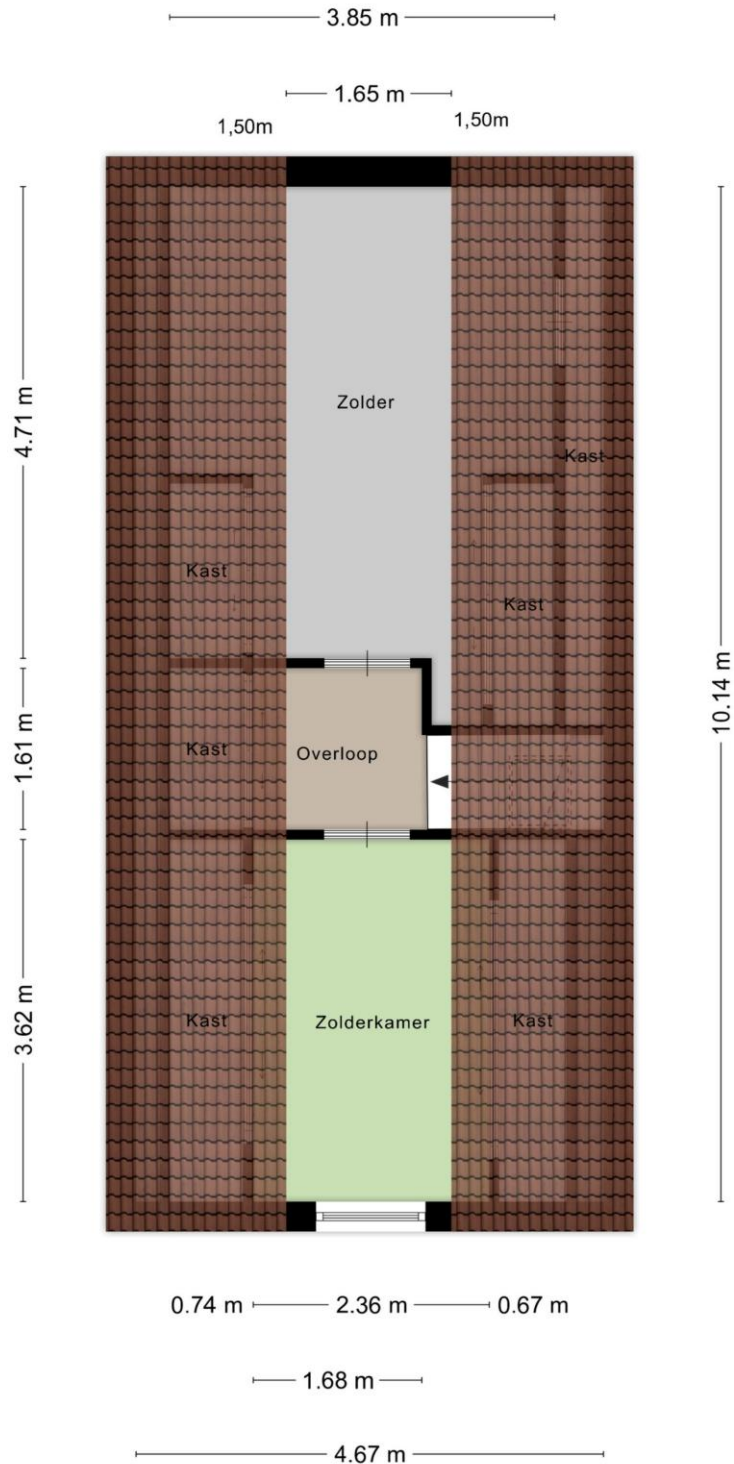 3.85 m
1.65 m
1,50m
1,50m
4.71 m
Zolder
Kast
Kast
Kast
10.14 m
1.61 m
Kast
Overloop
3.62 m
Kast
Zolderkamer
Kast
0.74 m
2.36 m
0.67 m
1.68 m
4.67 m